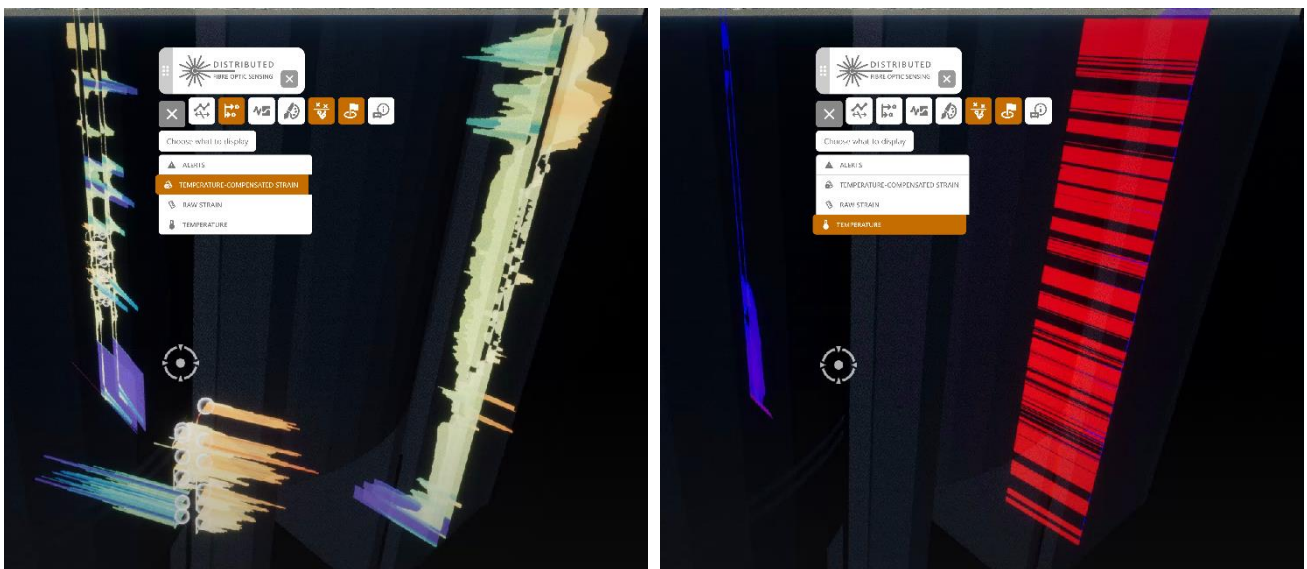 DISTRIBUTED
FIBRE OPTIC SENSING
Choose what to display
ALERTS
TEMPERATURE-COMPENSATED STRAIN
RAW STRAIN
TEMPERATURE
DISTRIBUTED
FIBRE OPTIC SENSING
Choose what to display
ALERTS
TEMPERATURE-COMPENSATED STRAIN
RAW STRAIN
TEMPERATURE